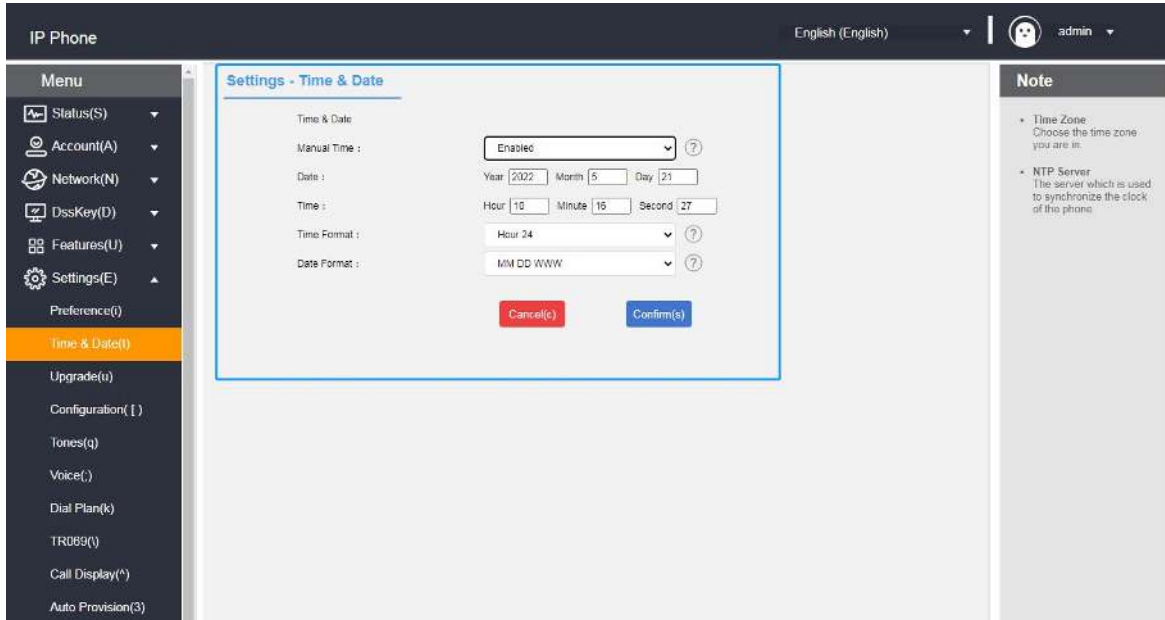 IP Phone
English (English)
admin
Menu
Status(S)
Account(A)
Network(N)
DssKey(D)
Features(U)
Settings(E)
Preference(i)
Time & Date(t)
Upgrade(u)
Configuration( [ )
Tones(q)
Voice(;)
Dial Plan(k)
TR069(\)
Call Display(^)
Auto Provision(3)
Settings - Time & Date
Time & Date
Manual Time : Enabled ?
Date : Year 2022 Month 5 Day 21
Time : Hour 10 Minute 16 Second 27
Time Format : Hour 24 ?
Date Format : MM DD WWW ?
Cancel(c) Confirm(s)
Note
Time Zone
Choose the time zone
you are in.
NTP Server
The server which is used
to synchronize the clock
of the phone